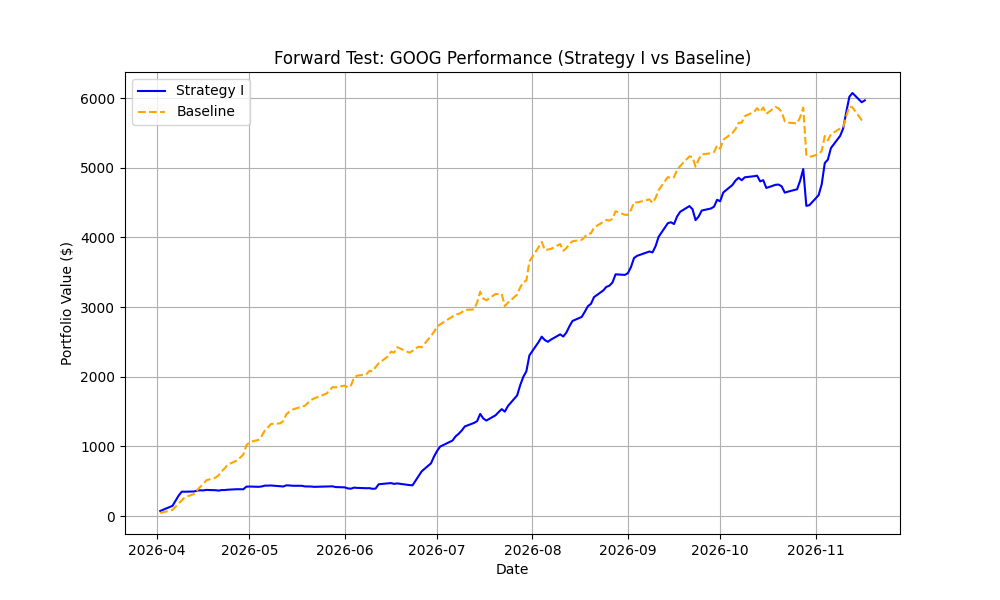 Forward Test: GOOG Performance (Strategy I vs Baseline)
Strategy I
Baseline
Portfolio Value ($)
6000
5000
4000
3000
2000
1000
0
2026-04 2026-05 2026-06 2026-07 2026-08 2026-09 2026-10 2026-11
Date